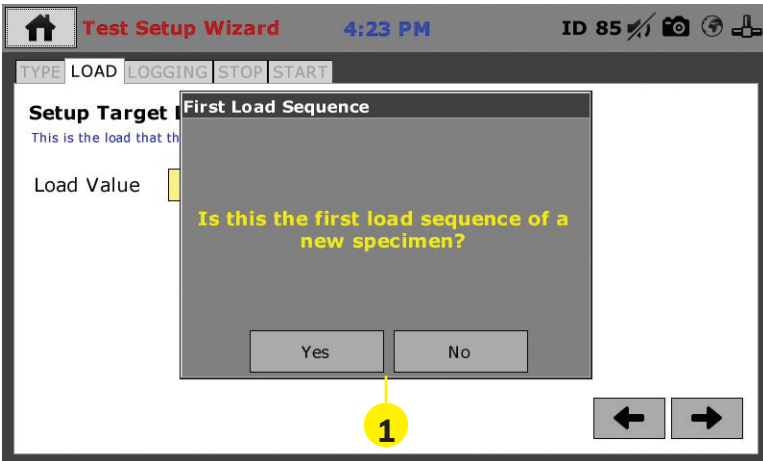 Test Setup Wizard 4:23 PM ID 85
TYPE LOAD LOGGING STOP START
Setup Target
First Load Sequence
This is the load that th
Load Value
Is this the first load sequence of a
new specimen?
Yes No
1